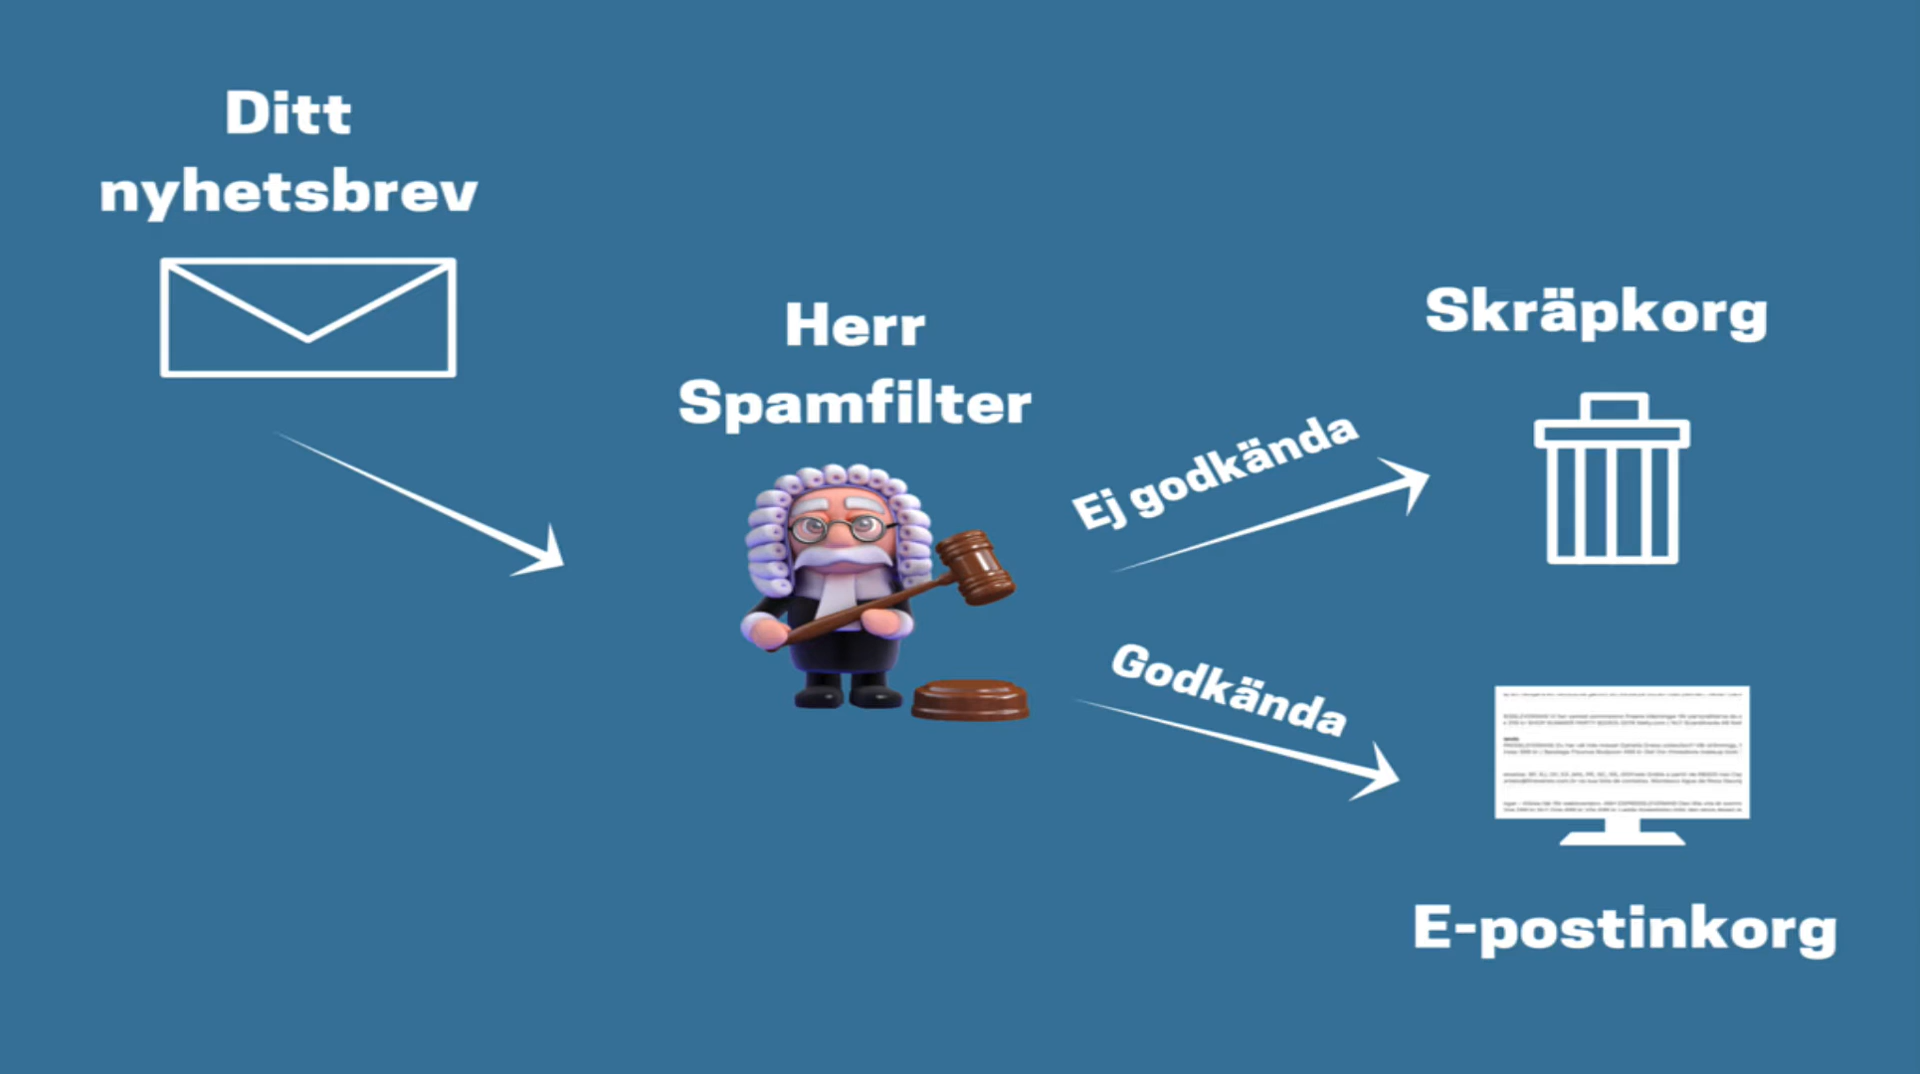 Ditt
nyhetsbrev
Herr
Spamfilter
Ej godkända
Skräpkorg
Godkända
E-postinkorg